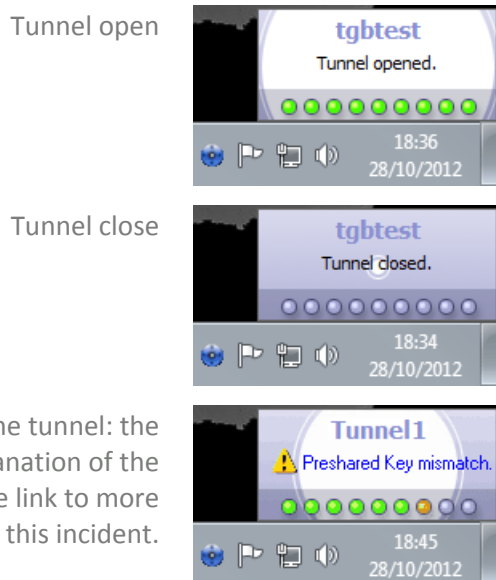 Tunnel open
tgbtest
Tunnel opened.
18:36
28/10/2012
Tunnel close
tgbtest
Tunnel closed.
18:34
28/10/2012
ne tunnel: the
anation of the
e link to more
this incident.
Tunnel1
Preshared Key mismatch.
18:45
28/10/2012